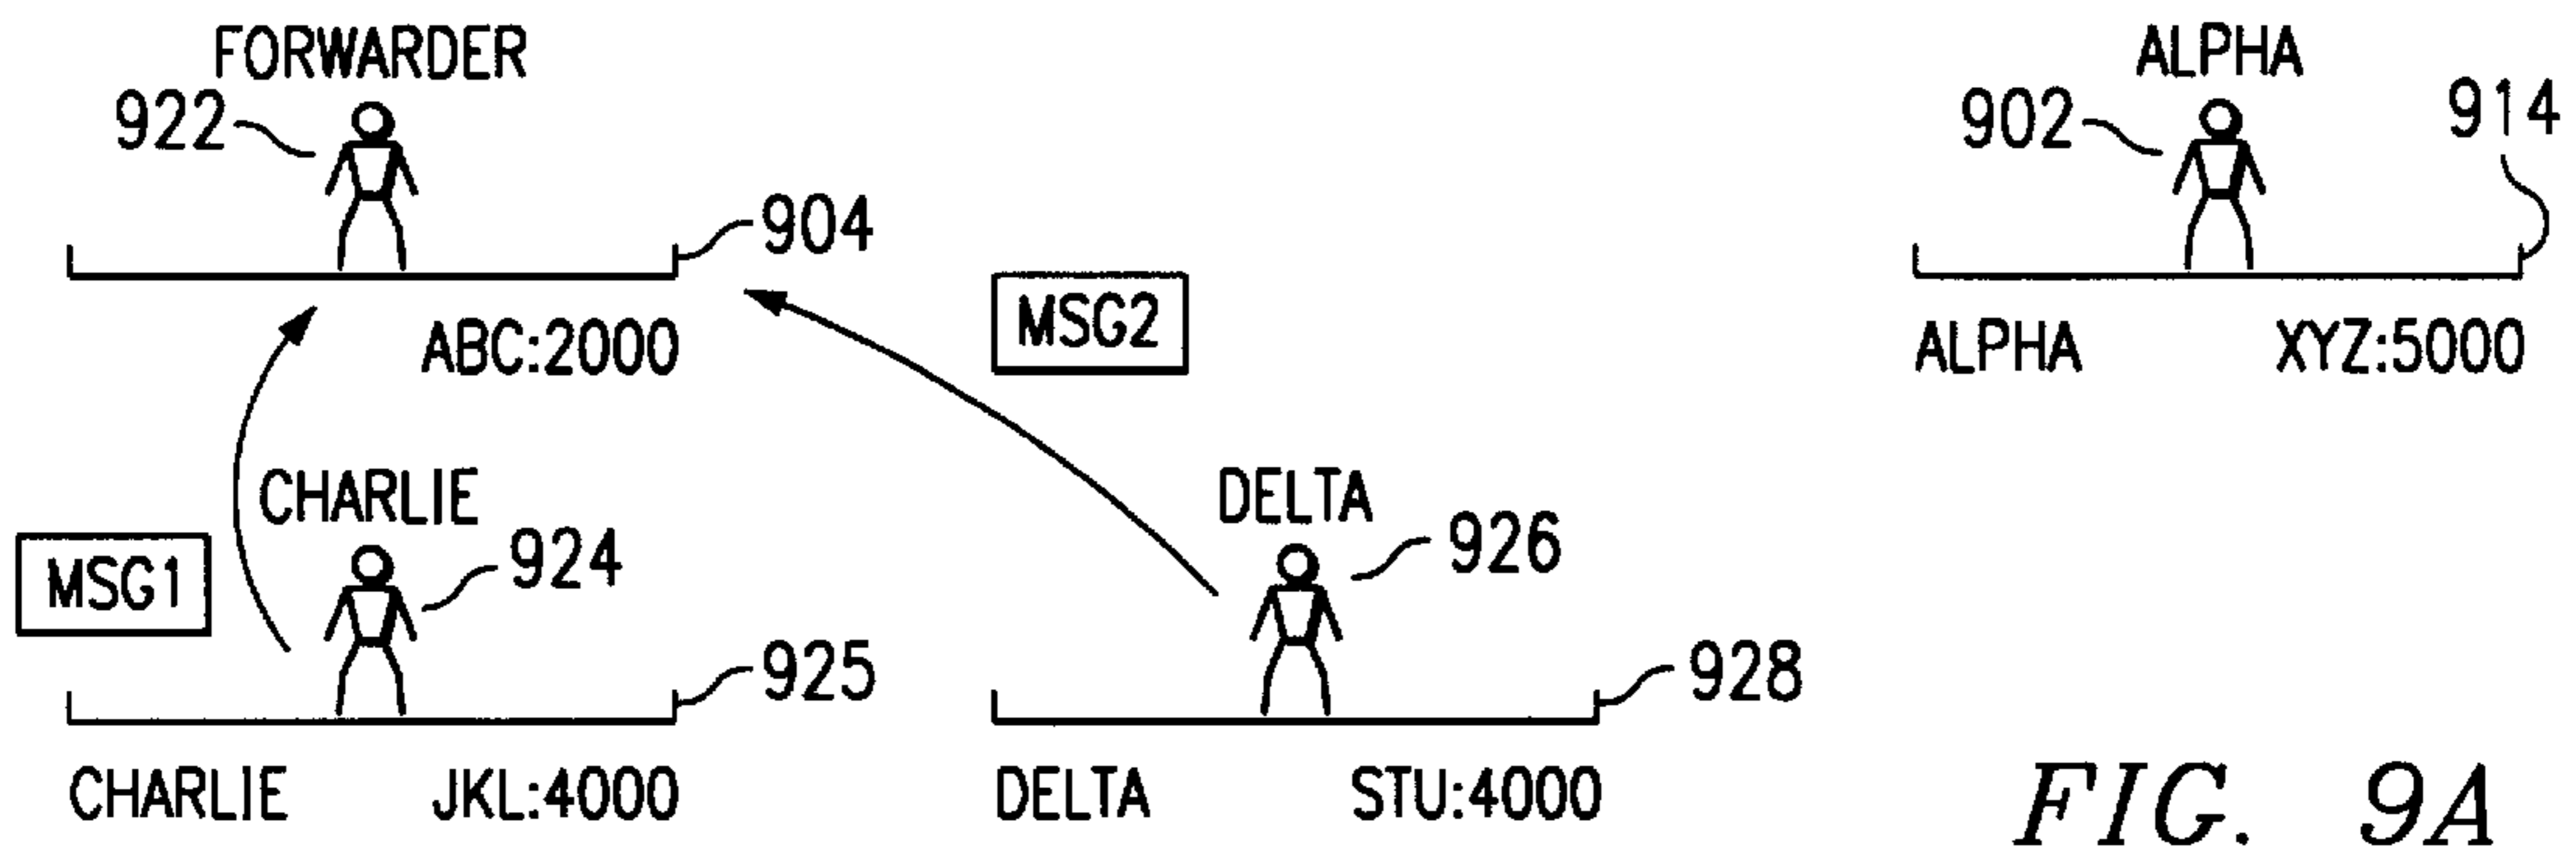 FORWARDER
922
904
ABC:2000
ALPHA
902
914
ALPHA XYZ:5000
MSG2
MSG1
CHARLIE
924
925
CHARLIE JKL:4000
DELTA
926
928
DELTA STU:4000
FIG. 9A